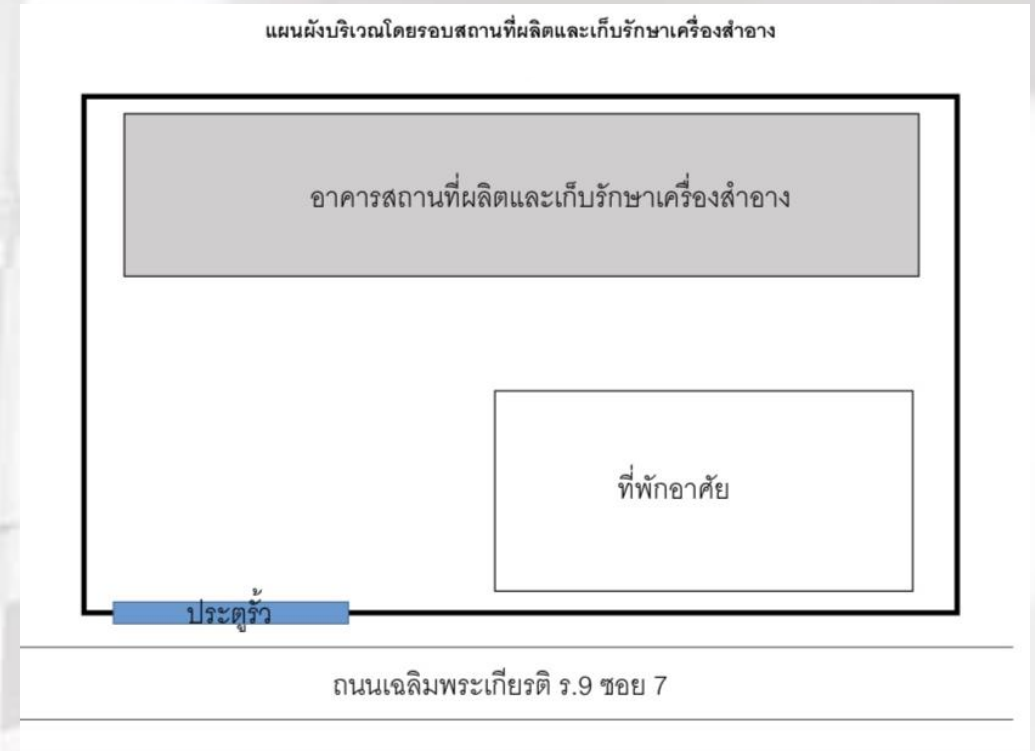 แผนผังบริเวณโดยรอบสถานที่ผลิตและเก็บรักษาเครื่องสำอาง
อาคารสถานที่ผลิตและเก็บรักษาเครื่องสำอาง
ที่พักอาศัย
ประตูรั้ว
ถนนเฉลิมพระเกียรติ ร.9 ซอย 7